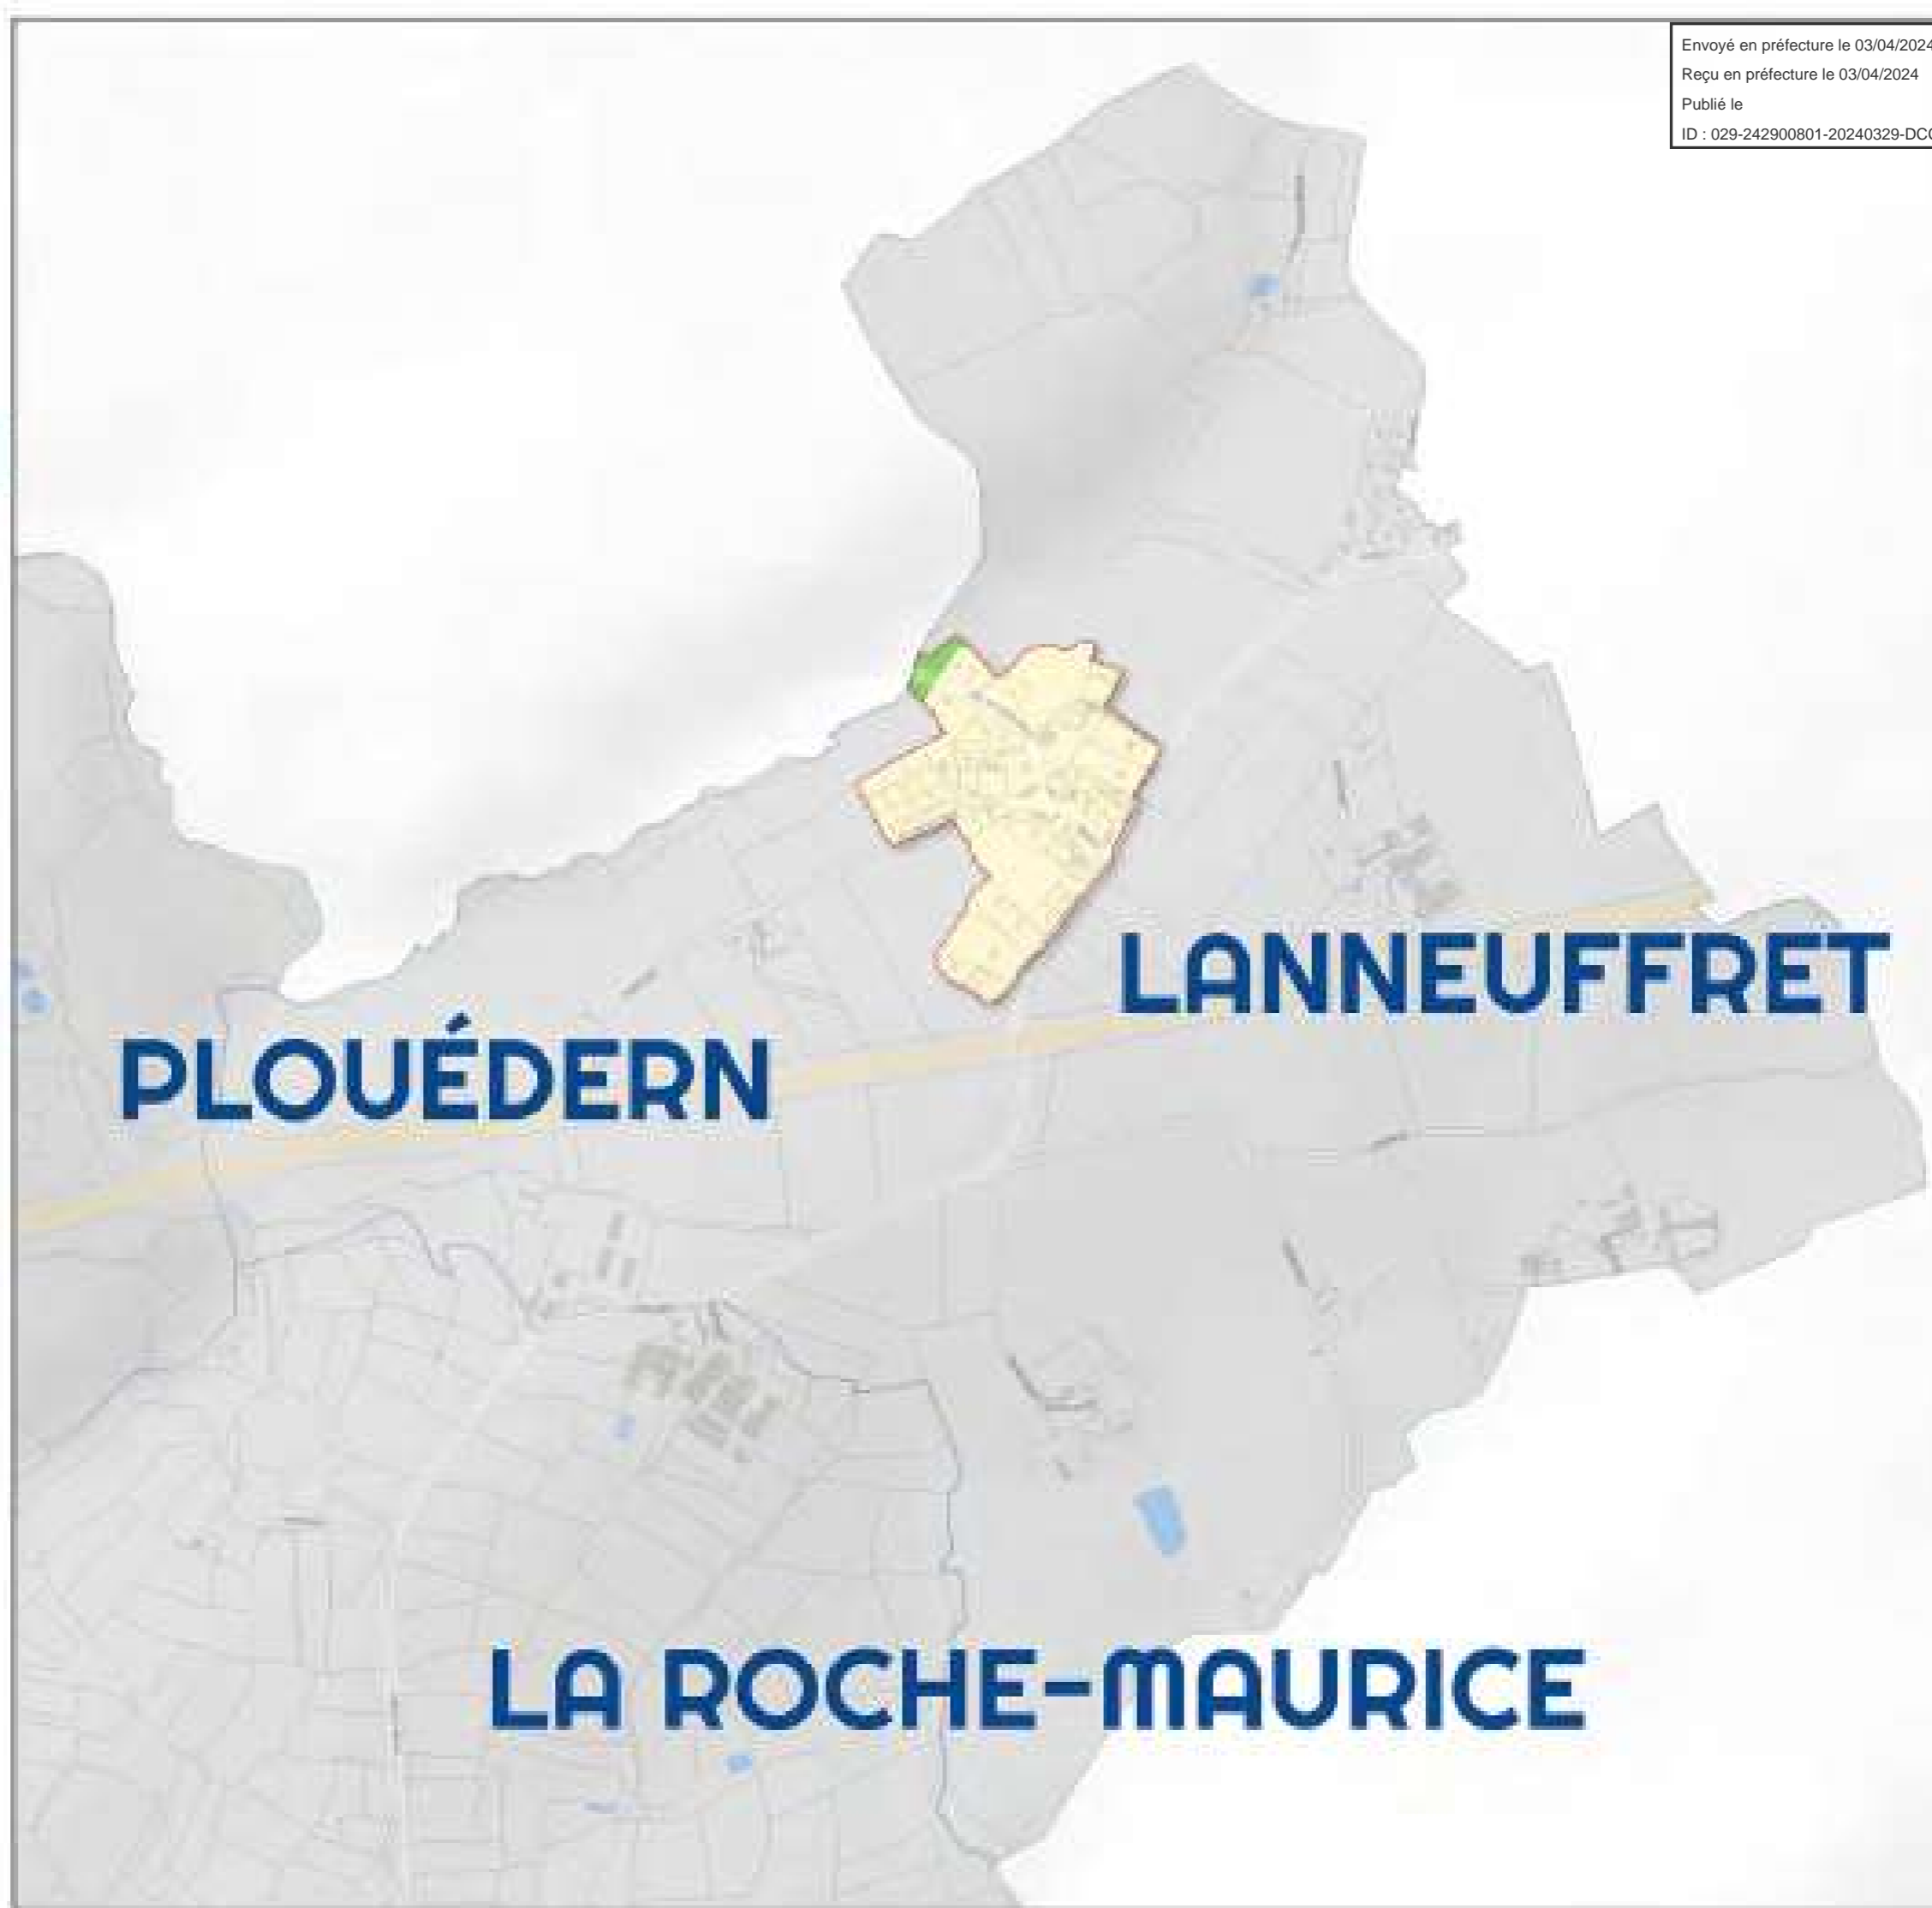 Envoyé en préfecture le 03/04/2024
Reçu en préfecture le 03/04/2024
Publié le
ID : 029-242900801-20240329-DCC
LANNEUFFRET
PLOUÉDERN
LA ROCHE-MAURICE